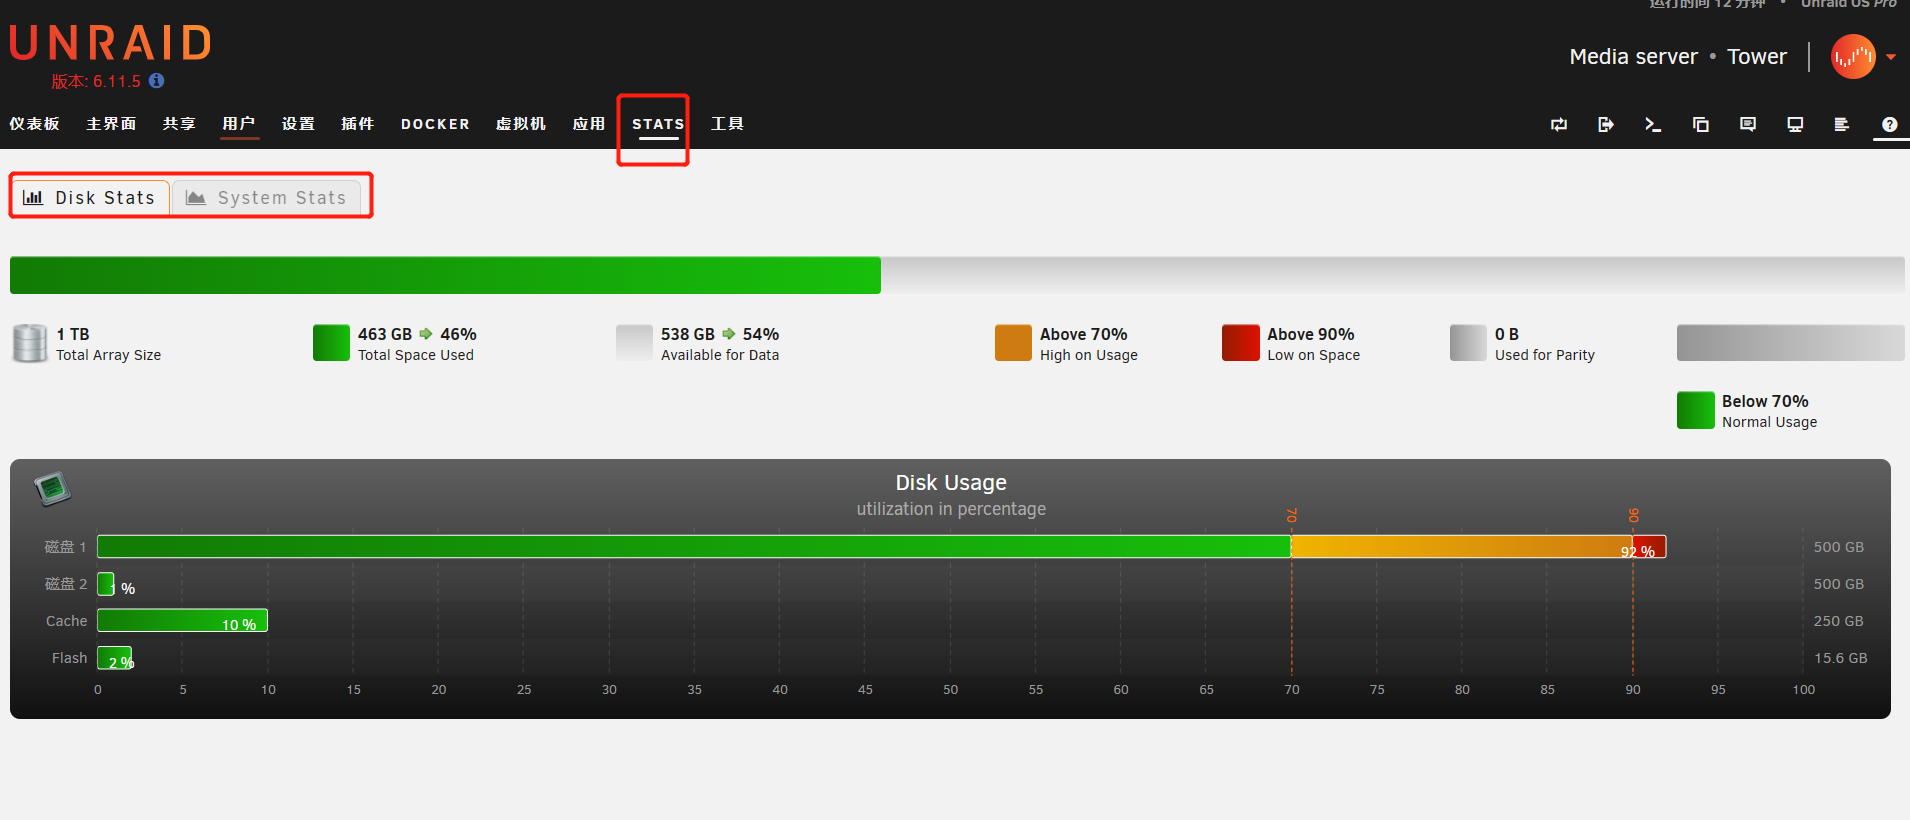 运行时间 12 分钟 • Unraid OS Pro
UNRAID
版本: 6.11.5
Media server • Tower
仪表板 主界面 共享 用户 设置 插件 DOCKER 虚拟机 应用 STATS 工具
Disk Stats System Stats
1 TB
Total Array Size
463 GB 46%
Total Space Used
538 GB 54%
Available for Data
Above 70%
High on Usage
Above 90%
Low on Space
0 B
Used for Parity
Below 70%
Normal Usage
Disk Usage
utilization in percentage
70 90
磁盘 1 92 % 500 GB
磁盘 2 1 % 500 GB
Cache 10 % 250 GB
Flash 2 % 15.6 GB
0 5 10 15 20 25 30 35 40 45 50 55 60 65 70 75 80 85 90 95 100